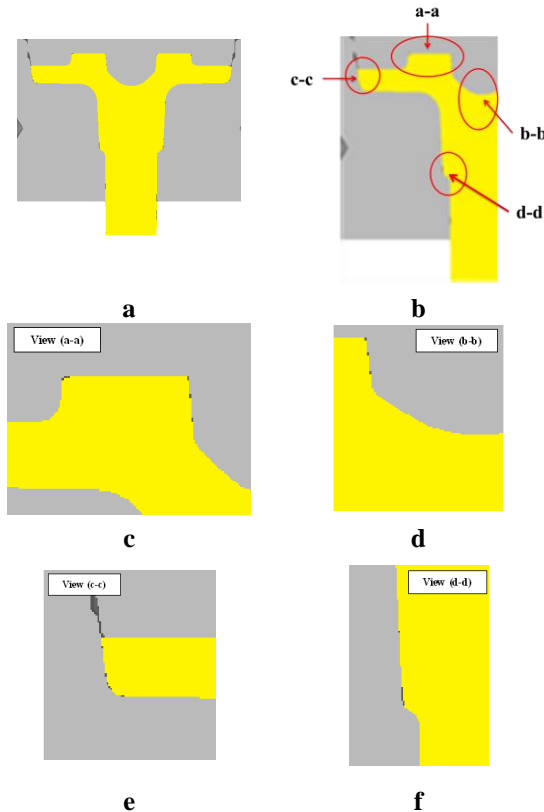 a-a
c-c
b-b
d-d
a
b
View (a-a)
View (b-b)
c
d
View (c-c)
View (d-d)
e
f